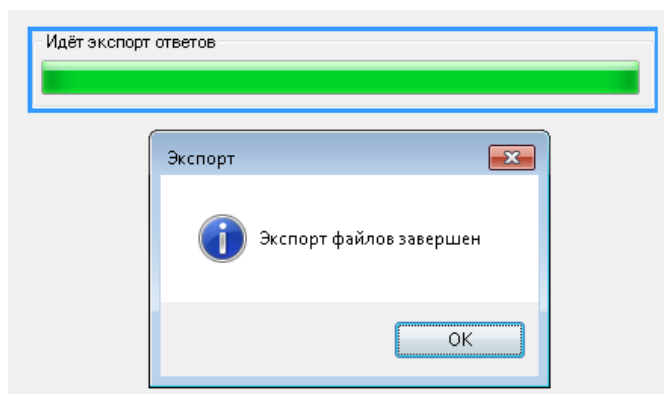 Идёт экспорт ответов
Экспорт
Экспорт файлов завершен
OK